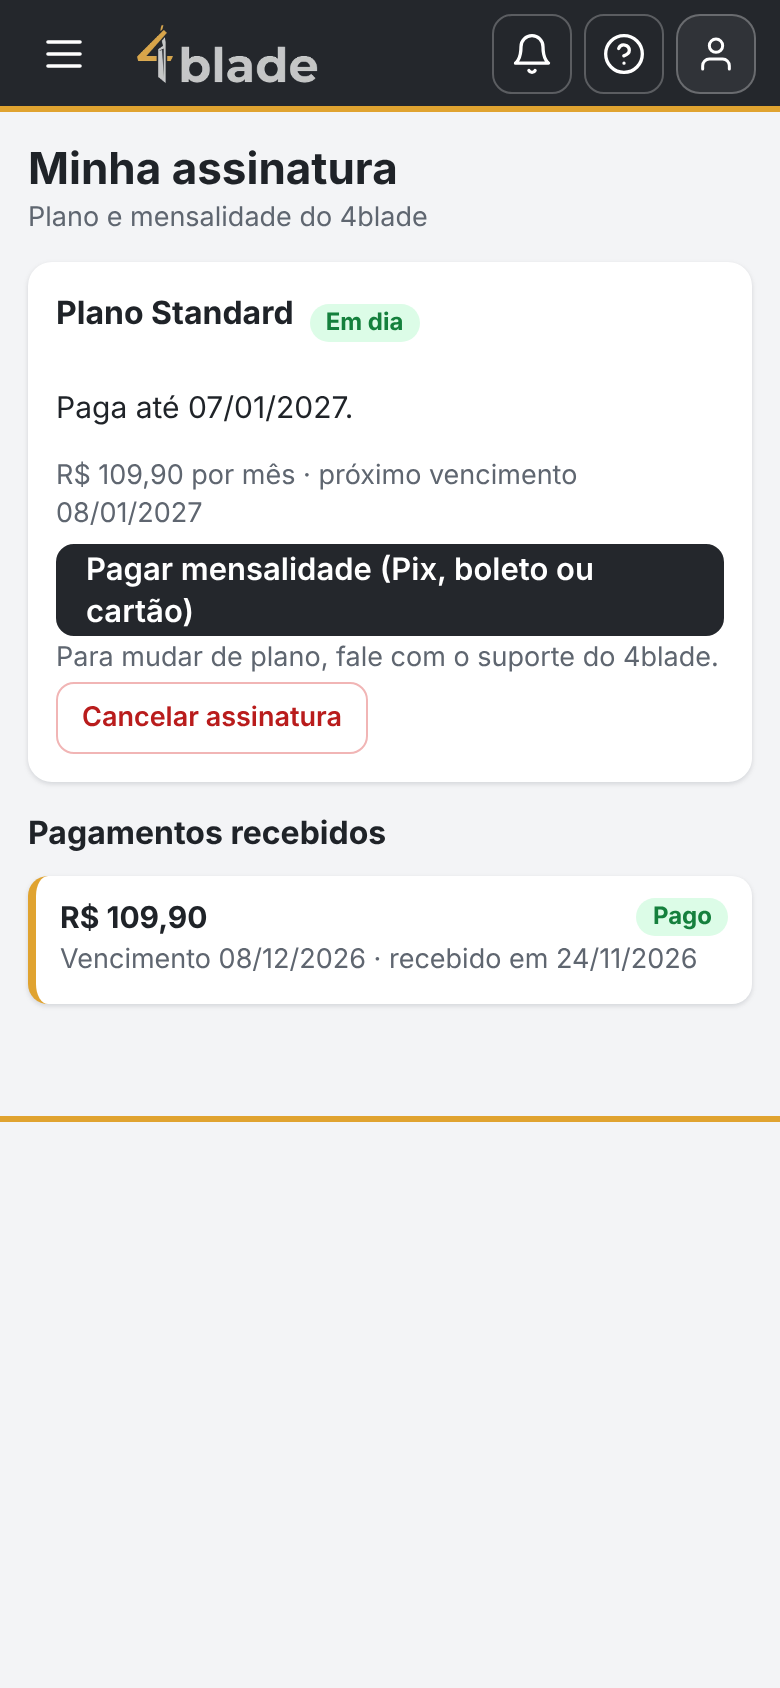 4blade
Minha assinatura
Plano e mensalidade do 4blade
Plano Standard Em dia
Paga até 07/01/2027.
R$ 109,90 por mês · próximo vencimento
08/01/2027
Pagar mensalidade (Pix, boleto ou
cartão)
Para mudar de plano, fale com o suporte do 4blade.
Cancelar assinatura
Pagamentos recebidos
R$ 109,90 Pago
Vencimento 08/12/2026 · recebido em 24/11/2026